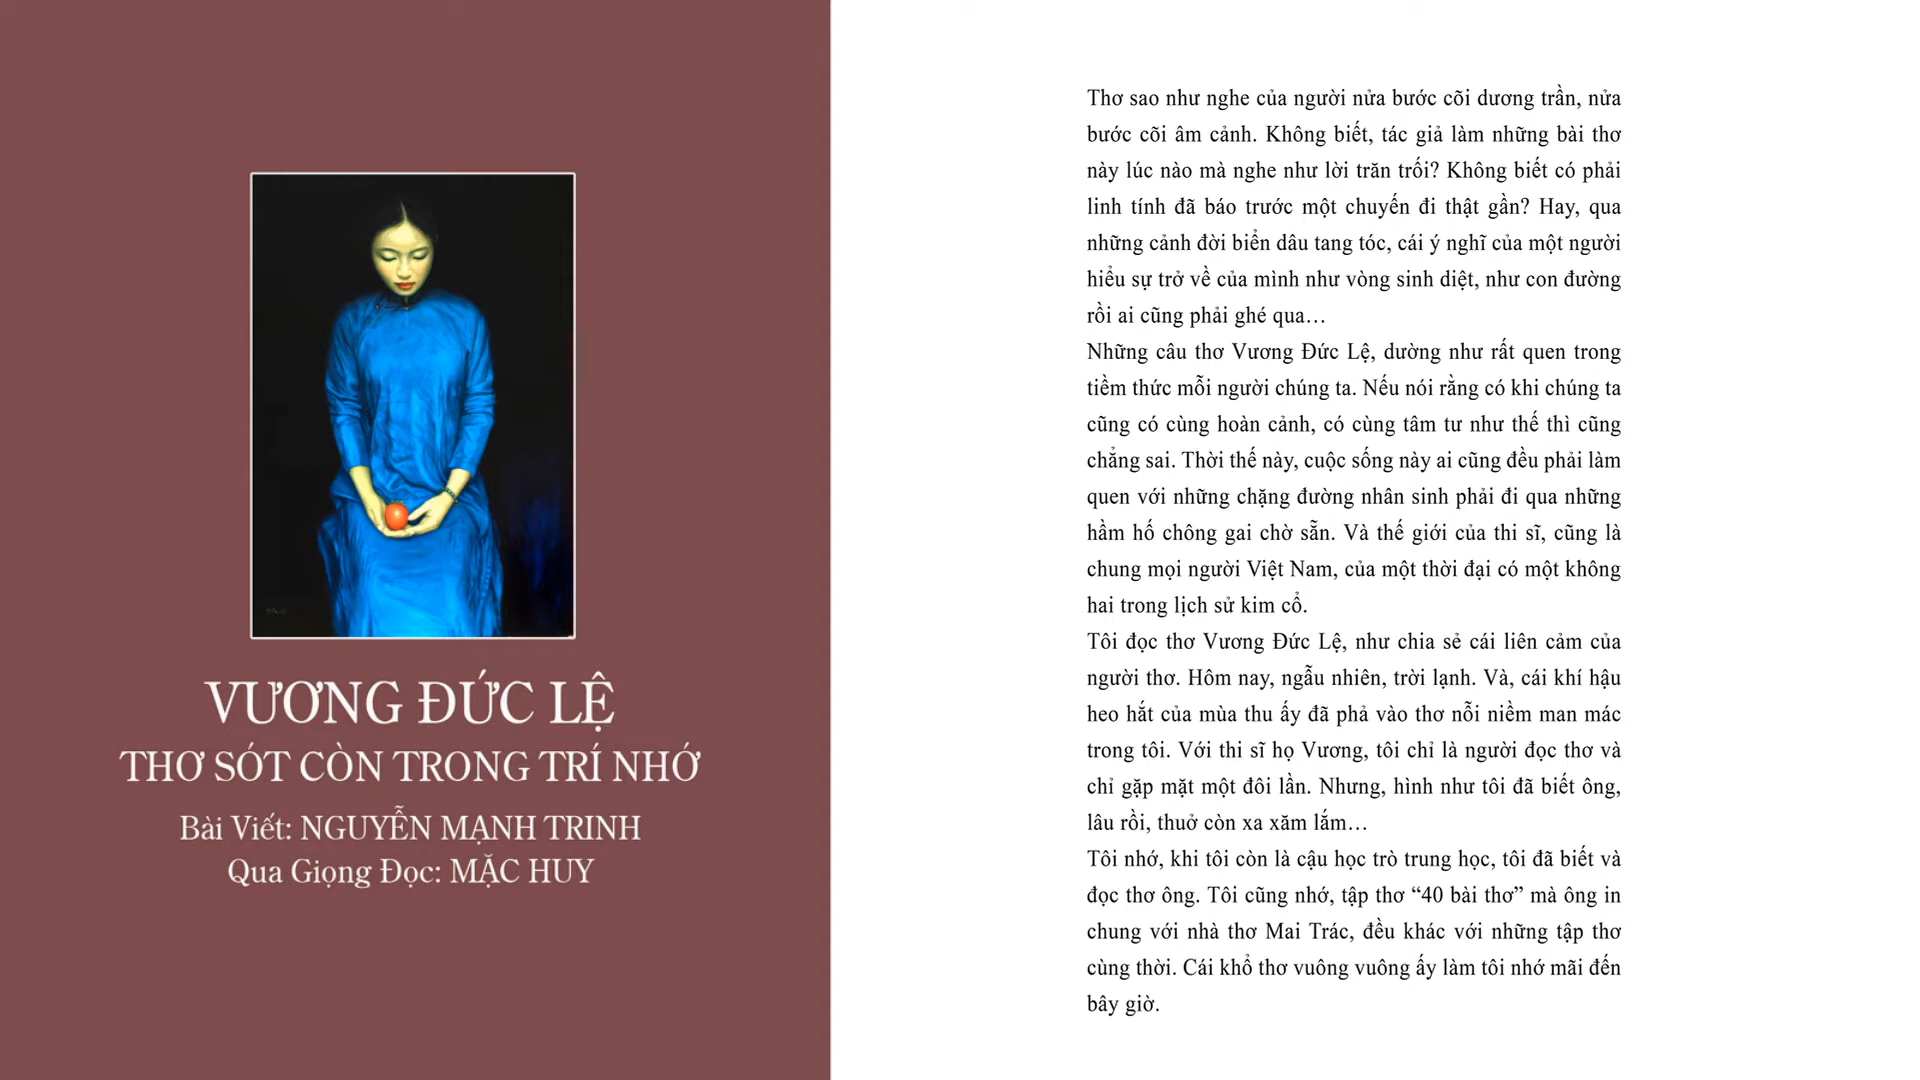 VƯƠNG ĐỨC LỆ
THƠ SÓT CÒN TRONG TRÍ NHỚ
Bài Viết: NGUYỄN MẠNH TRINH
Qua Giọng Đọc: MẶC HUY
Thơ sao như nghe của người nửa bước cõi dương trần, nửa
bước cõi âm cảnh. Không biết, tác giả làm những bài thơ
này lúc nào mà nghe như lời trăn trối? Không biết có phải
linh tính đã báo trước một chuyến đi thật gần? Hay, qua
những cảnh đời biển dâu tang tóc, cái ý nghĩ của một người
hiểu sự trở về của mình như vòng sinh diệt, như con đường
rồi ai cũng phải ghé qua…
Những câu thơ Vương Đức Lệ, dường như rất quen trong
tiềm thức mỗi người chúng ta. Nếu nói rằng có khi chúng ta
cũng có cùng hoàn cảnh, có cùng tâm tư như thế thì cũng
chẳng sai. Thời thế này, cuộc sống này ai cũng đều phải làm
quen với những chặng đường nhân sinh phải đi qua những
hầm hố chông gai chờ sẵn. Và thế giới của thi sĩ, cũng là
chung mọi người Việt Nam, của một thời đại có một không
hai trong lịch sử kim cổ.
Tôi đọc thơ Vương Đức Lệ, như chia sẻ cái liên cảm của
người thơ. Hôm nay, ngẫu nhiên, trời lạnh. Và, cái khí hậu
heo hắt của mùa thu ấy đã phả vào thơ nỗi niềm man mác
trong tôi. Với thi sĩ họ Vương, tôi chỉ là người đọc thơ và
chỉ gặp mặt một đôi lần. Nhưng, hình như tôi đã biết ông,
lâu rồi, thuở còn xa xăm lắm…
Tôi nhớ, khi tôi còn là cậu học trò trung học, tôi đã biết và
đọc thơ ông. Tôi cũng nhớ, tập thơ “40 bài thơ” mà ông in
chung với nhà thơ Mai Trác, đều khác với những tập thơ
cùng thời. Cái khổ thơ vuông vuông ấy làm tôi nhớ mãi đến
bây giờ.